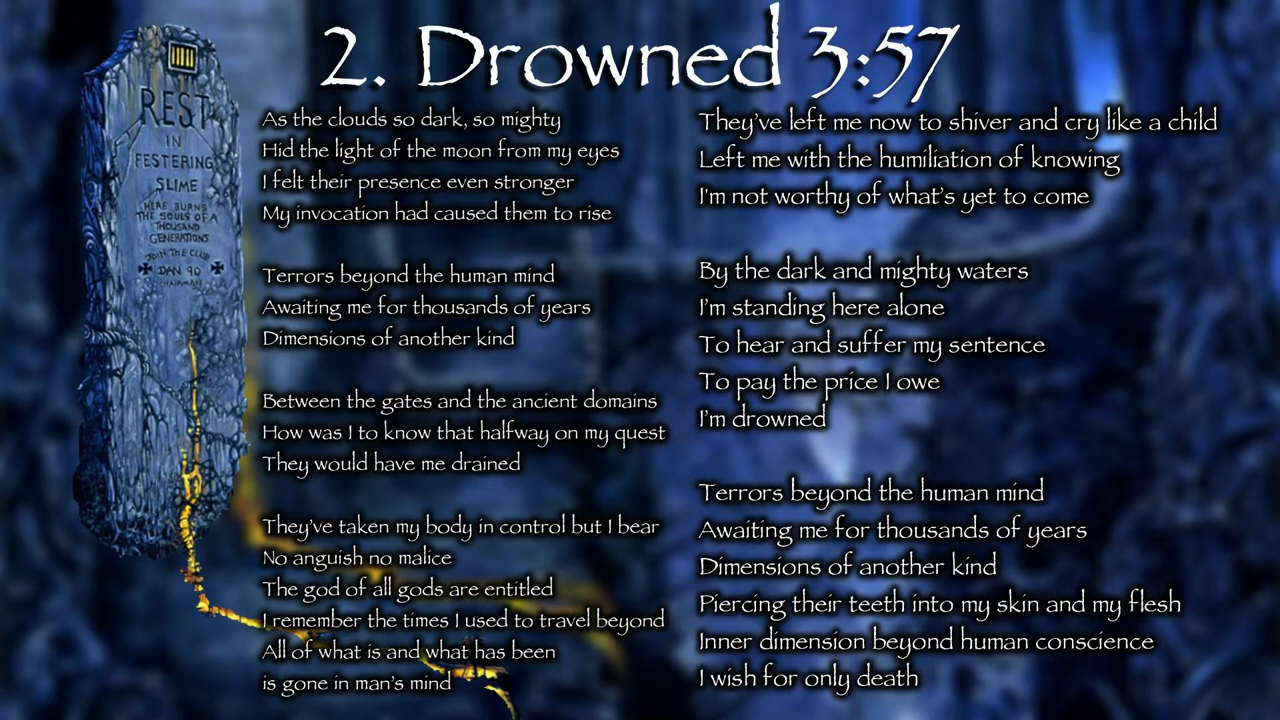 2. Drowned 3:57
REST
IN
FESTERING
SLIME
HERE BURNS
THE SOULS OF A
THOUSAND
GENERATIONS
JOIN THE CLUB
DAN 90
CHAIRMAN
As the clouds so dark, so mighty
Hid the light of the moon from my eyes
I felt their presence even stronger
My invocation had caused them to rise
Terrors beyond the human mind
Awaiting me for thousands of years
Dimensions of another kind
Between the gates and the ancient domains
How was I to know that halfway on my quest
They would have me drained
They've taken my body in control but I bear
No anguish no malice
The god of all gods are entitled
I remember the times I used to travel beyond
All of what is and what has been
is gone in man's mind
They've left me now to shiver and cry like a child
Left me with the humiliation of knowing
I'm not worthy of what's yet to come
By the dark and mighty waters
I'm standing here alone
To hear and suffer my sentence
To pay the price I owe
I'm drowned
Terrors beyond the human mind
Awaiting me for thousands of years
Dimensions of another kind
Piercing their teeth into my skin and my flesh
Inner dimension beyond human conscience
I wish for only death